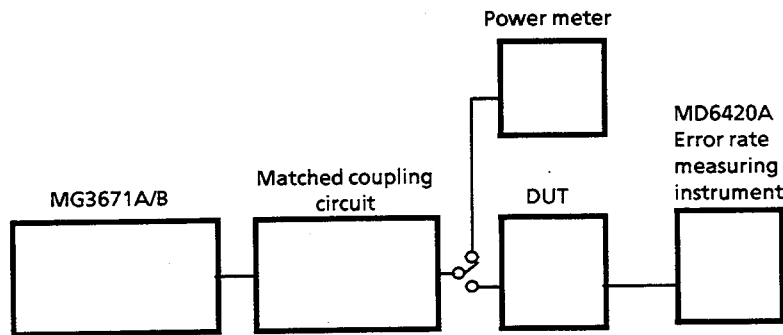 Power meter
MD6420A
Error rate
measuring
instrument
Matched coupling
circuit
MG3671A/B
DUT